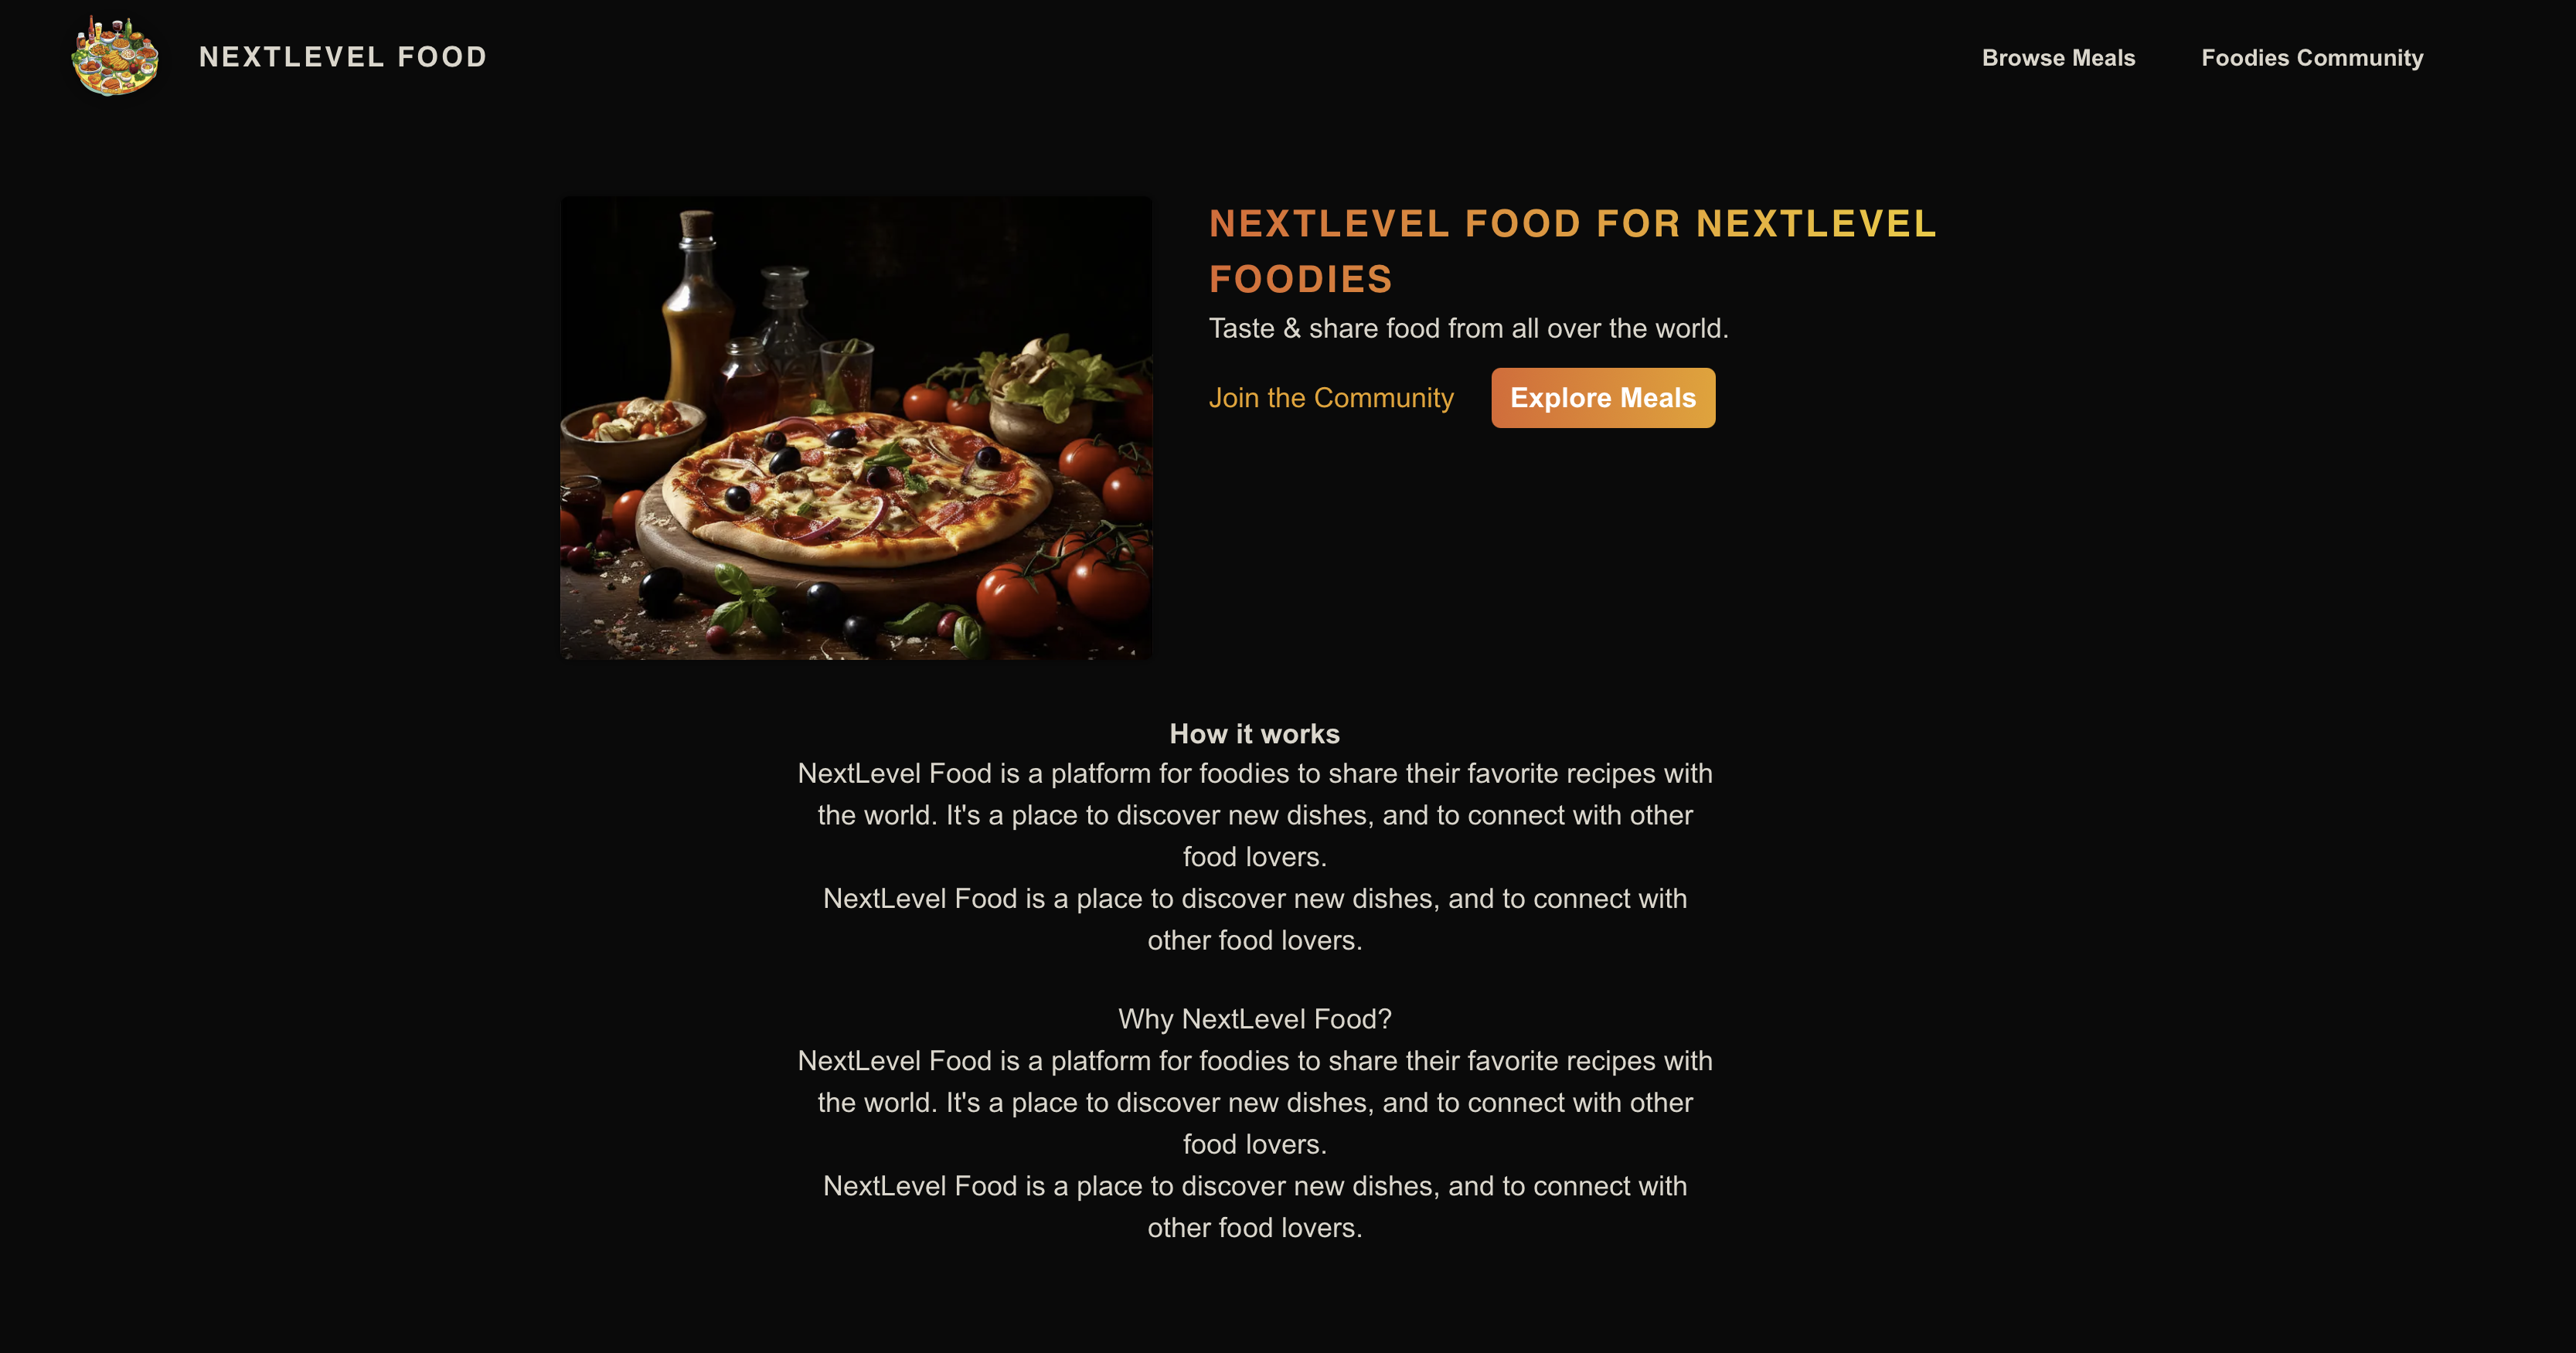 NEXTLEVEL FOOD
Browse Meals
Foodies Community
NEXTLEVEL FOOD FOR NEXTLEVEL
FOODIES
Taste & share food from all over the world.
Join the Community
Explore Meals
How it works
NextLevel Food is a platform for foodies to share their favorite recipes with
the world. It's a place to discover new dishes, and to connect with other
food lovers.
NextLevel Food is a place to discover new dishes, and to connect with
other food lovers.
Why NextLevel Food?
NextLevel Food is a platform for foodies to share their favorite recipes with
the world. It's a place to discover new dishes, and to connect with other
food lovers.
NextLevel Food is a place to discover new dishes, and to connect with
other food lovers.